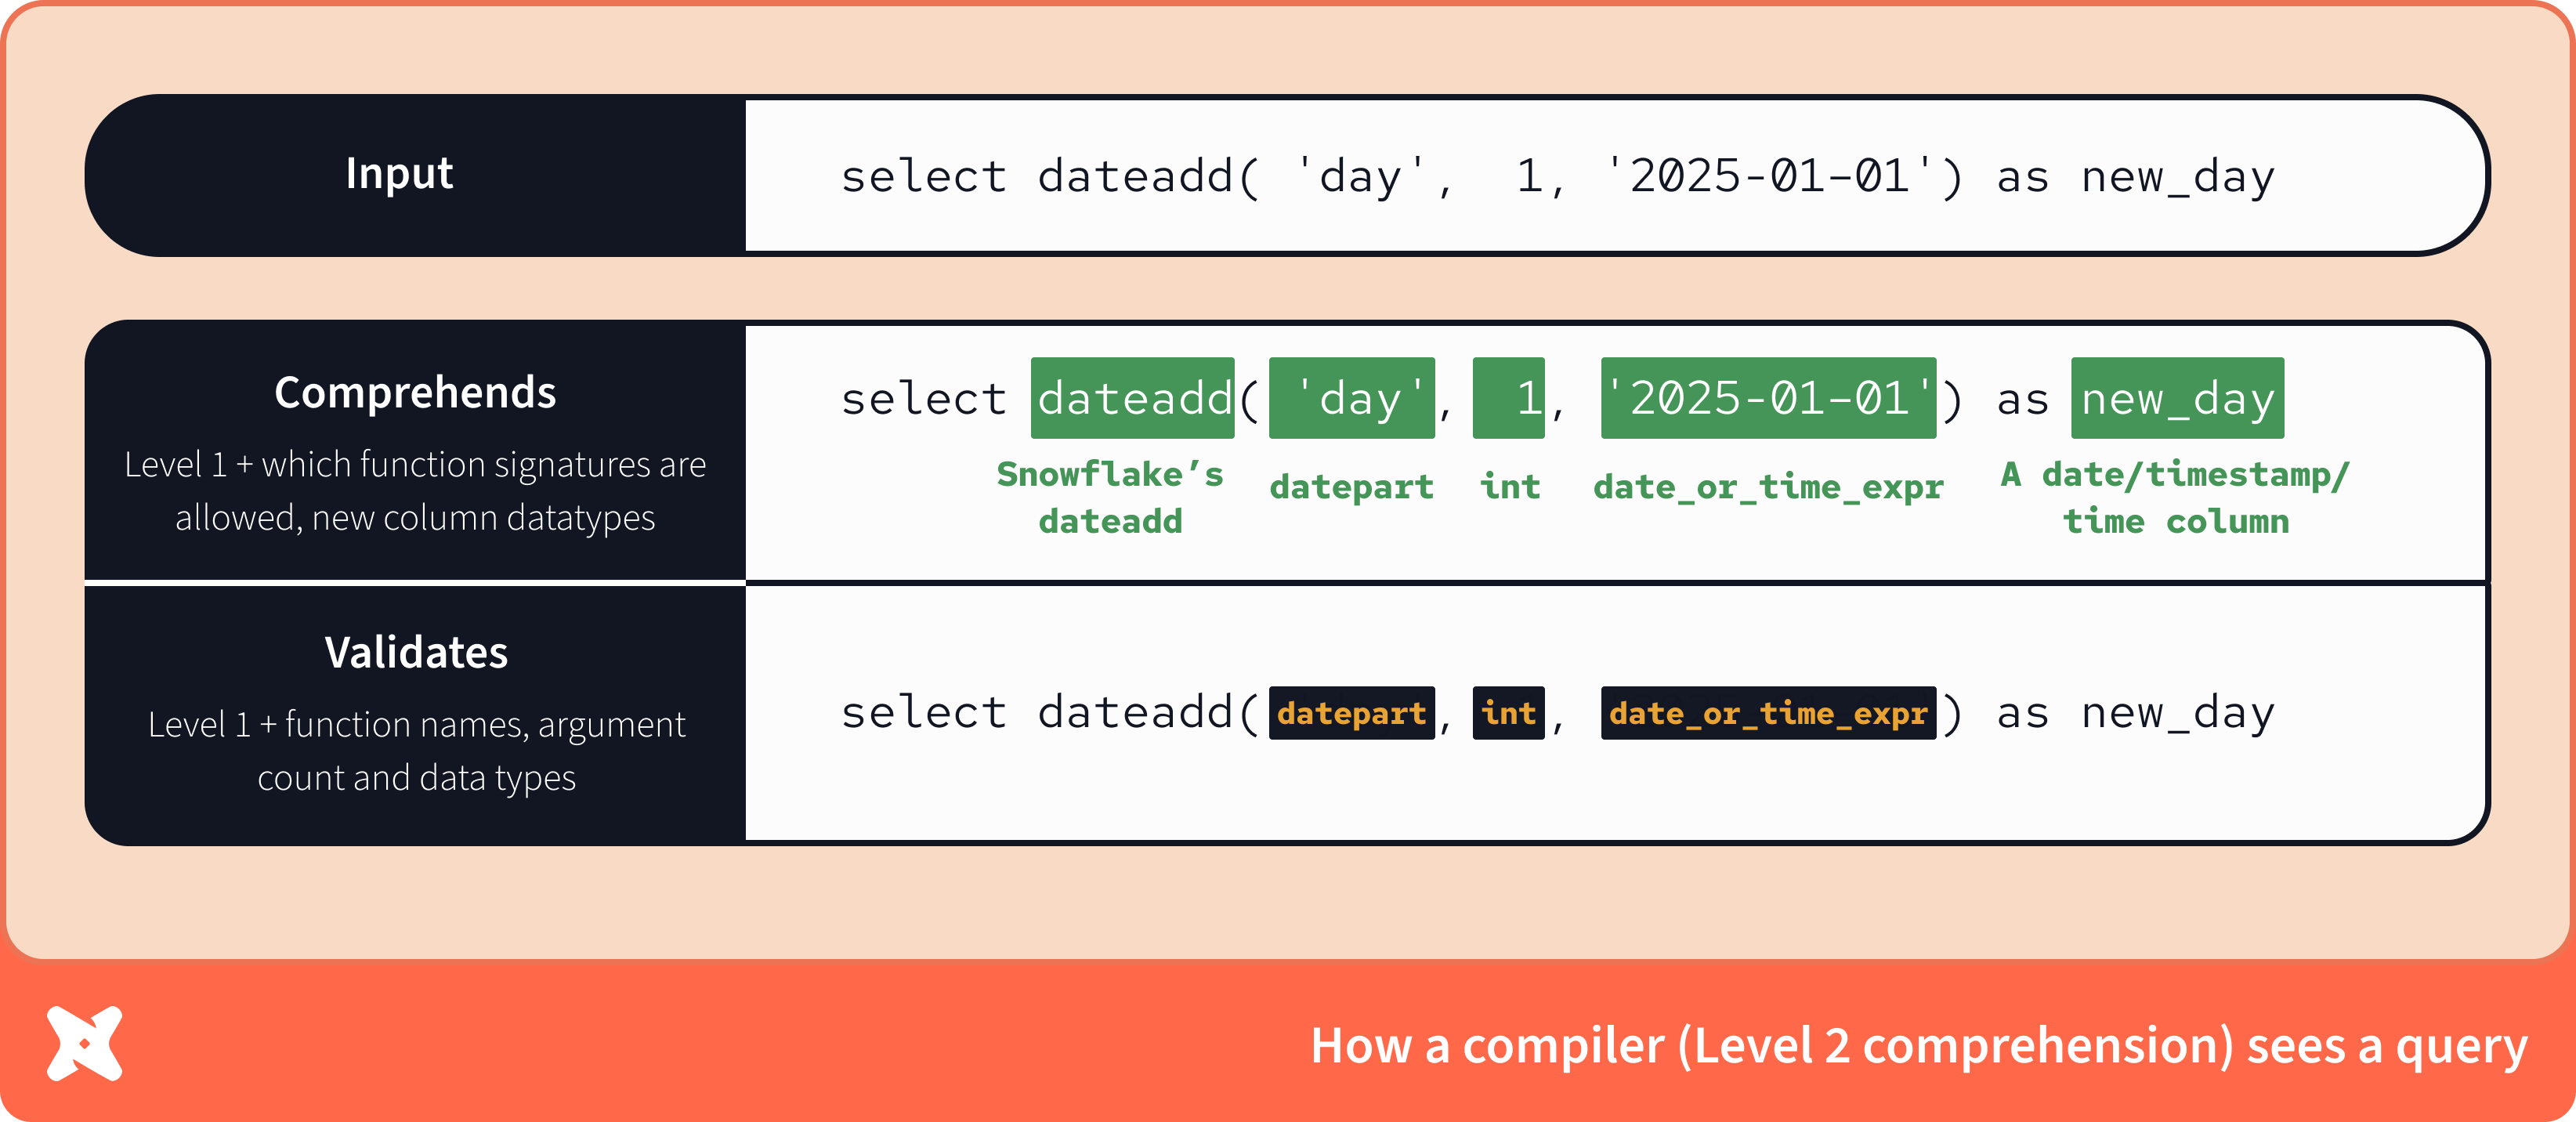 Input
select dateadd( 'day',  1, '2025-01-01') as new_day
Comprehends
Level 1 + which function signatures are
allowed, new column datatypes
select dateadd( 'day',  1, '2025-01-01') as new_day
Snowflake’s
dateadd
datepart
int
date_or_time_expr
A date/timestamp/
time column
Validates
Level 1 + function names, argument
count and data types
select dateadd(datepart, int, date_or_time_expr) as new_day
How a compiler (Level 2 comprehension) sees a query